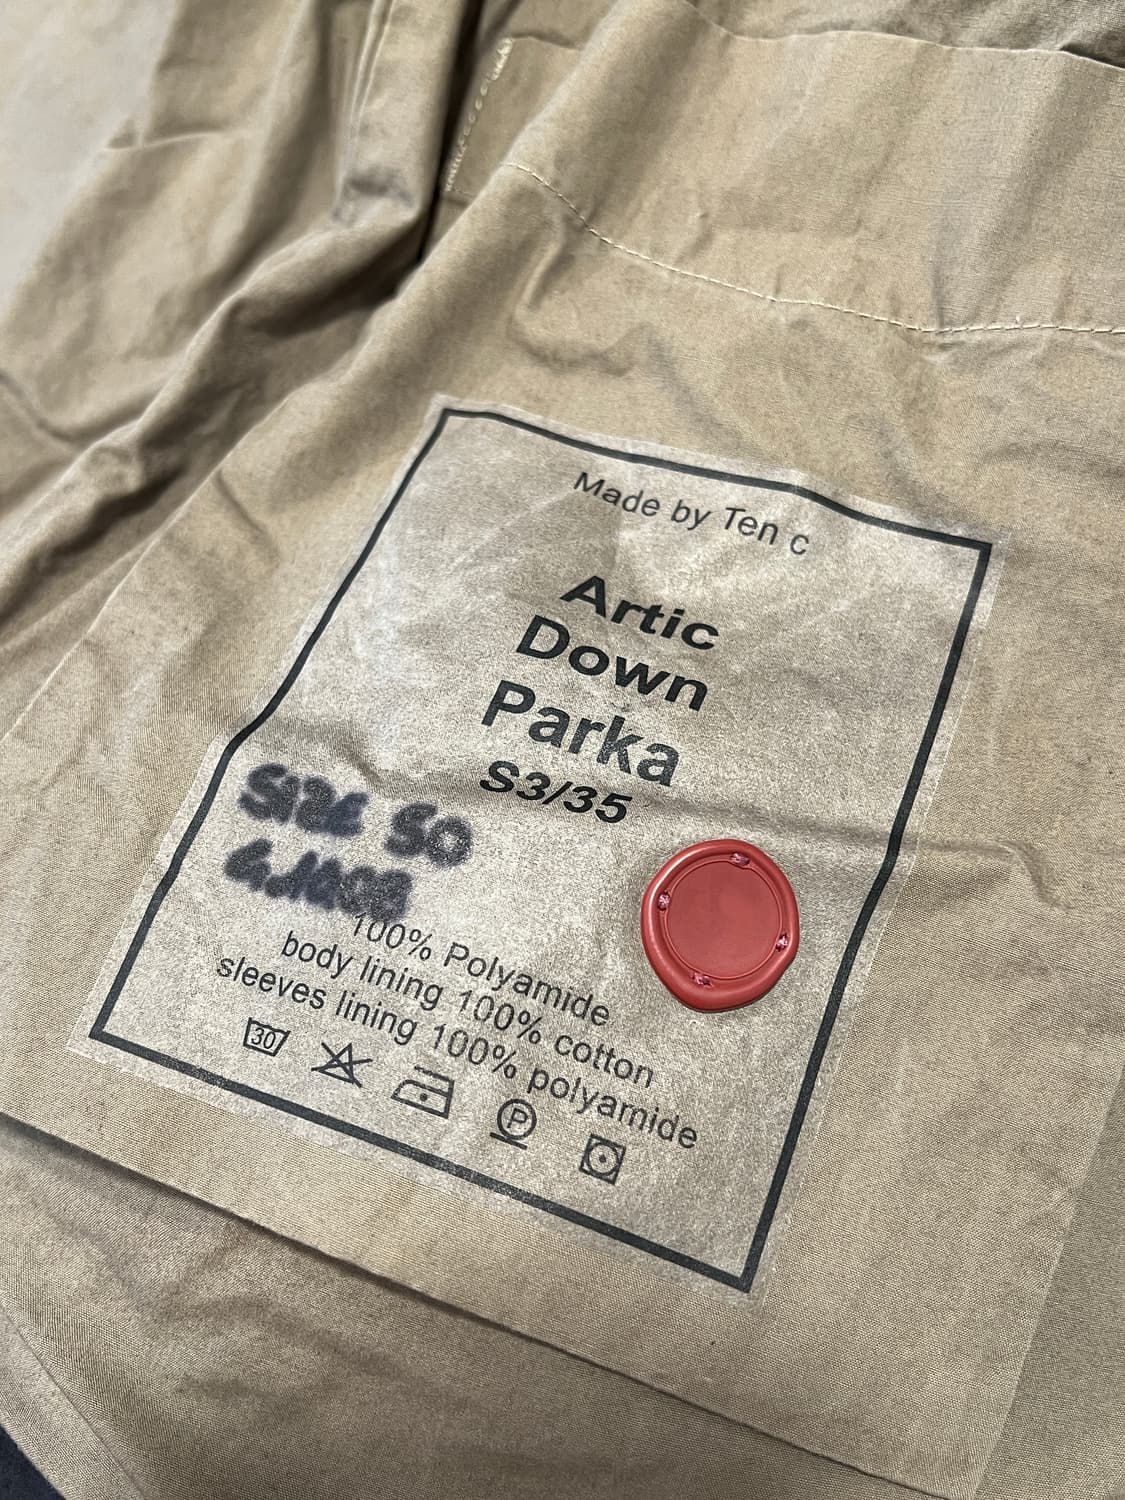 Made by Ten c
Artic
Down
Parka
S3/35
SIZE 50
100% Polyamide
body lining 100% cotton
sleeves lining 100% polyamide
30
P